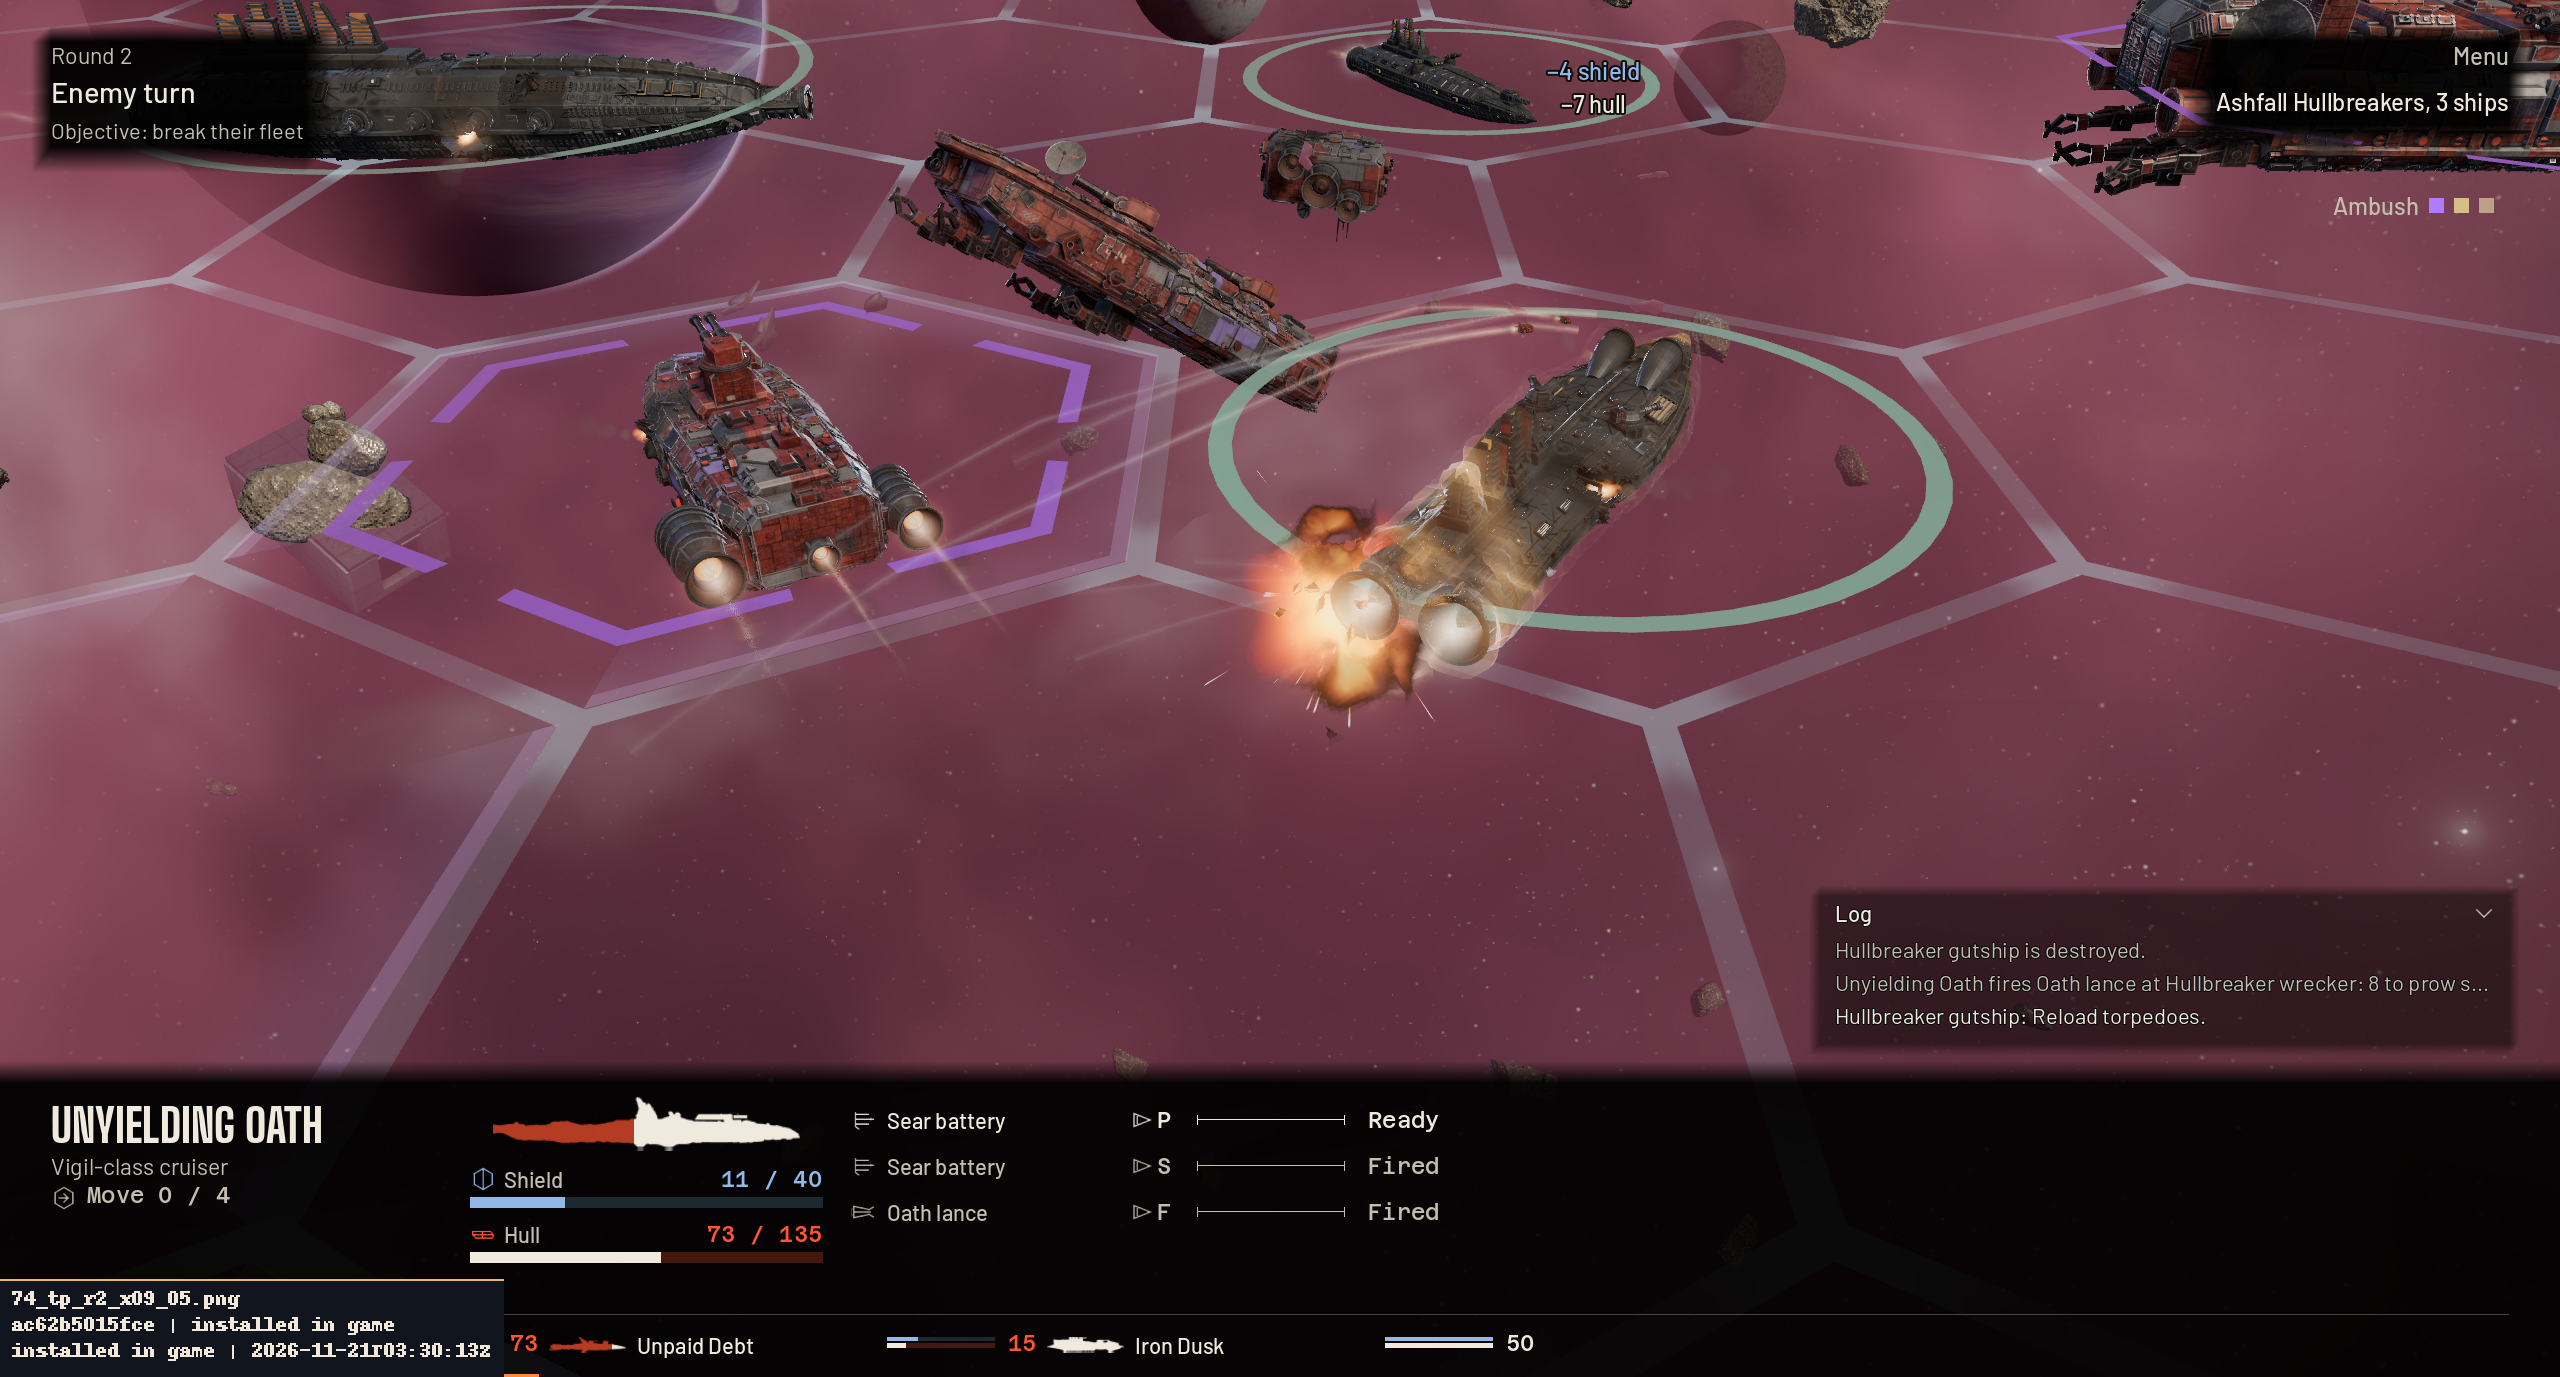 Round 2
Enemy turn
Objective: break their fleet
−4 shield
−7 hull
Menu
Ashfall Hullbreakers, 3 ships
Ambush
Log
Hullbreaker gutship is destroyed.
Unyielding Oath fires Oath lance at Hullbreaker wrecker: 8 to prow s...
Hullbreaker gutship: Reload torpedoes.
UNYIELDING OATH
Vigil-class cruiser
Move 0 / 4
Shield 11 / 40
Hull 73 / 135
Sear battery P Ready
Sear battery S Fired
Oath lance F Fired
74_tp_r2_x09_05.png
ac62b5015fce | installed in game
installed in game | 2026-11-21T03:30:13Z
73 Unpaid Debt 15 Iron Dusk 50